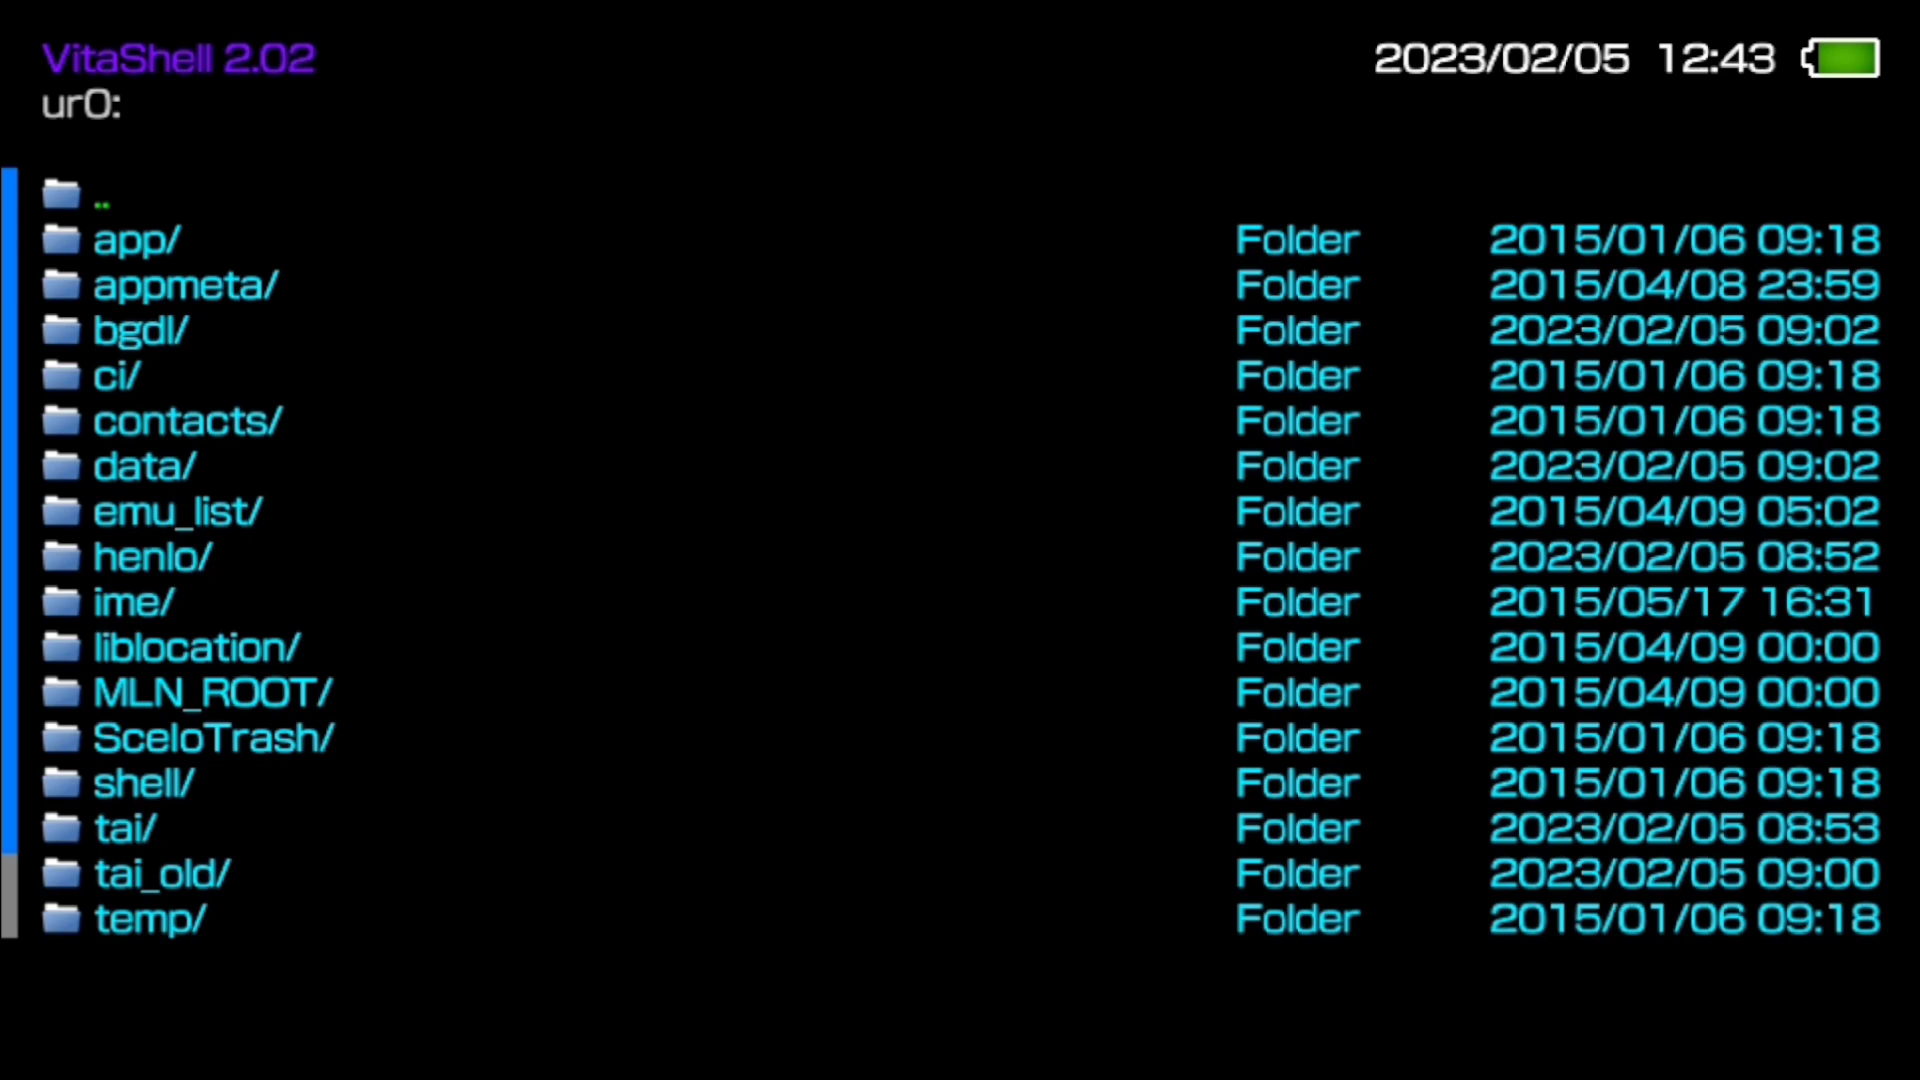 VitaShell 2.02 2023/02/05 12:43
ur0:
..
app/ Folder 2015/01/06 09:18
appmeta/ Folder 2015/04/08 23:59
bgdl/ Folder 2023/02/05 09:02
ci/ Folder 2015/01/06 09:18
contacts/ Folder 2015/01/06 09:18
data/ Folder 2023/02/05 09:02
emu_list/ Folder 2015/04/09 05:02
henlo/ Folder 2023/02/05 08:52
ime/ Folder 2015/05/17 16:31
liblocation/ Folder 2015/04/09 00:00
MLN_ROOT/ Folder 2015/04/09 00:00
SceIoTrash/ Folder 2015/01/06 09:18
shell/ Folder 2015/01/06 09:18
tai/ Folder 2023/02/05 08:53
tai_old/ Folder 2023/02/05 09:00
temp/ Folder 2015/01/06 09:18